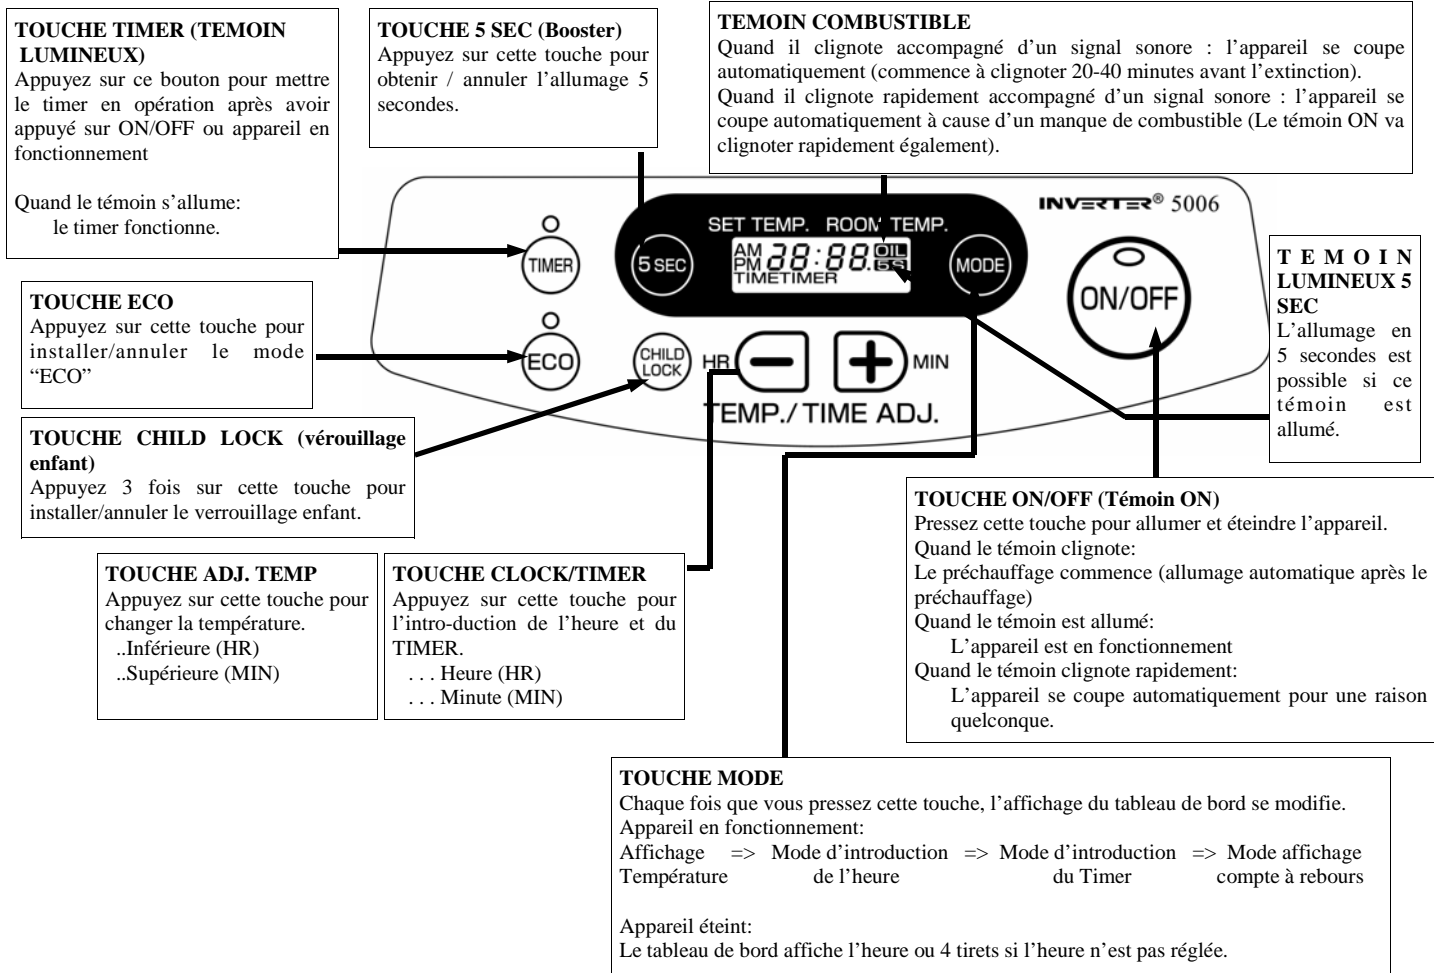 TOUCHE TIMER (TEMOIN
LUMINEUX)
Appuyez sur ce bouton pour mettre
le timer en opération après avoir
appuyé sur ON/OFF ou appareil en
fonctionnement
Quand le témoin s’allume:
le timer fonctionne.
TOUCHE 5 SEC (Booster)
Appuyez sur cette touche pour
obtenir / annuler l’allumage 5
secondes.
TEMOIN COMBUSTIBLE
Quand il clignote accompagné d’un signal sonore : l’appareil se coupe
automatiquement (commence à clignoter 20-40 minutes avant l’extinction).
Quand il clignote rapidement accompagné d’un signal sonore : l’appareil se
coupe automatiquement à cause d’un manque de combustible (Le témoin ON va
clignoter rapidement également).
INVERTER® 5006
SET TEMP. ROOM TEMP.
TIMER
5 SEC
AM
PM
28:88.
OIL
5S
TIMETIMER
MODE
ON/OFF
ECO
CHILD
LOCK
HR
MIN
TEMP./ TIME ADJ.
TOUCHE ECO
Appuyez sur cette touche pour
installer/annuler le mode
“ECO”
TEMOIN
LUMINEUX 5
SEC
L’allumage en
5 secondes est
possible si ce
témoin est
allumé.
TOUCHE CHILD LOCK (vérouillage
enfant)
Appuyez 3 fois sur cette touche pour
installer/annuler le verrouillage enfant.
TOUCHE ADJ. TEMP
Appuyez sur cette touche pour
changer la température.
..Inférieure (HR)
..Supérieure (MIN)
TOUCHE CLOCK/TIMER
Appuyez sur cette touche pour
l’intro-duction de l’heure et du
TIMER.
. . . Heure (HR)
. . . Minute (MIN)
TOUCHE ON/OFF (Témoin ON)
Pressez cette touche pour allumer et éteindre l’appareil.
Quand le témoin clignote:
Le préchauffage commence (allumage automatique après le
préchauffage)
Quand le témoin est allumé:
L’appareil est en fonctionnement
Quand le témoin clignote rapidement:
L’appareil se coupe automatiquement pour une raison
quelconque.
TOUCHE MODE
Chaque fois que vous pressez cette touche, l’affichage du tableau de bord se modifie.
Appareil en fonctionnement:
Affichage => Mode d’introduction => Mode d’introduction => Mode affichage
Température de l’heure du Timer compte à rebours
Appareil éteint:
Le tableau de bord affiche l’heure ou 4 tirets si l’heure n’est pas réglée.